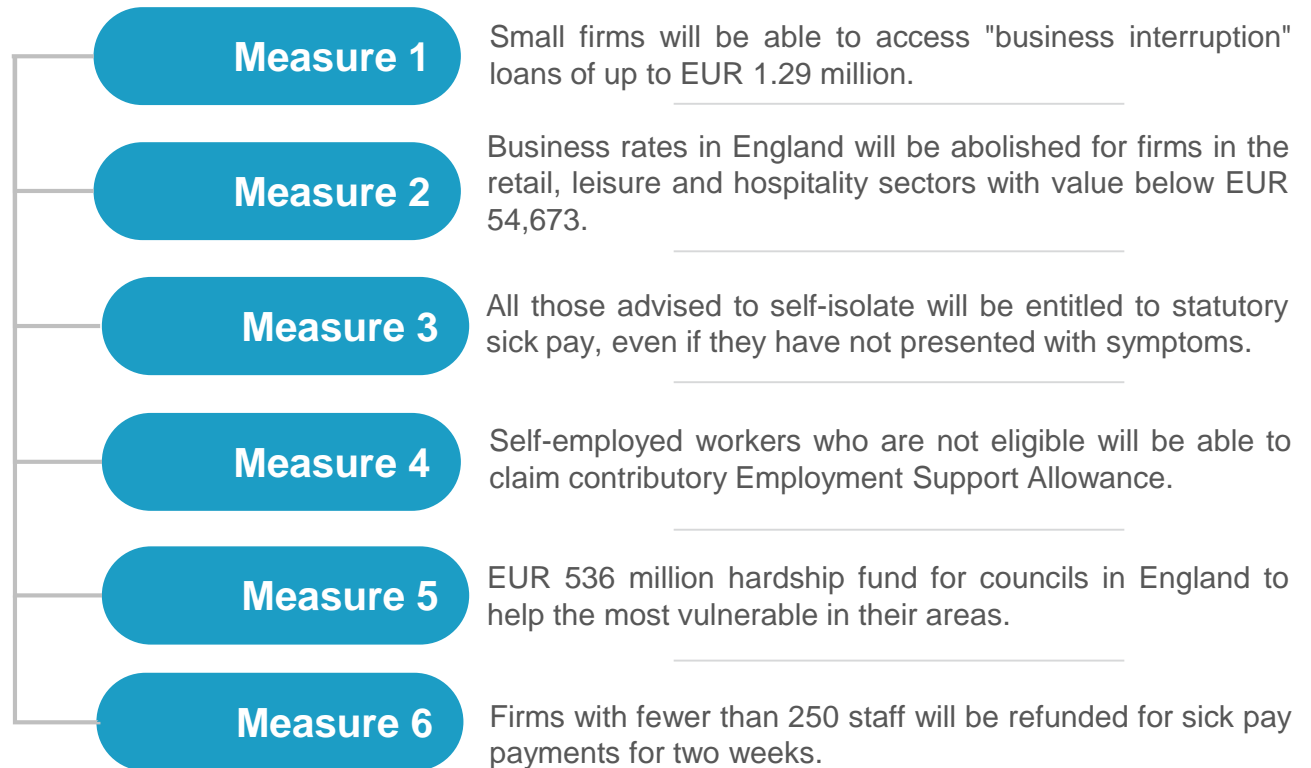 Measure 1
Small firms will be able to access "business interruption"
loans of up to EUR 1.29 million.
Measure 2
Business rates in England will be abolished for firms in the
retail, leisure and hospitality sectors with value below EUR
54,673.
Measure 3
All those advised to self-isolate will be entitled to statutory
sick pay, even if they have not presented with symptoms.
Measure 4
Self-employed workers who are not eligible will be able to
claim contributory Employment Support Allowance.
Measure 5
EUR 536 million hardship fund for councils in England to
help the most vulnerable in their areas.
Measure 6
Firms with fewer than 250 staff will be refunded for sick pay
payments for two weeks.